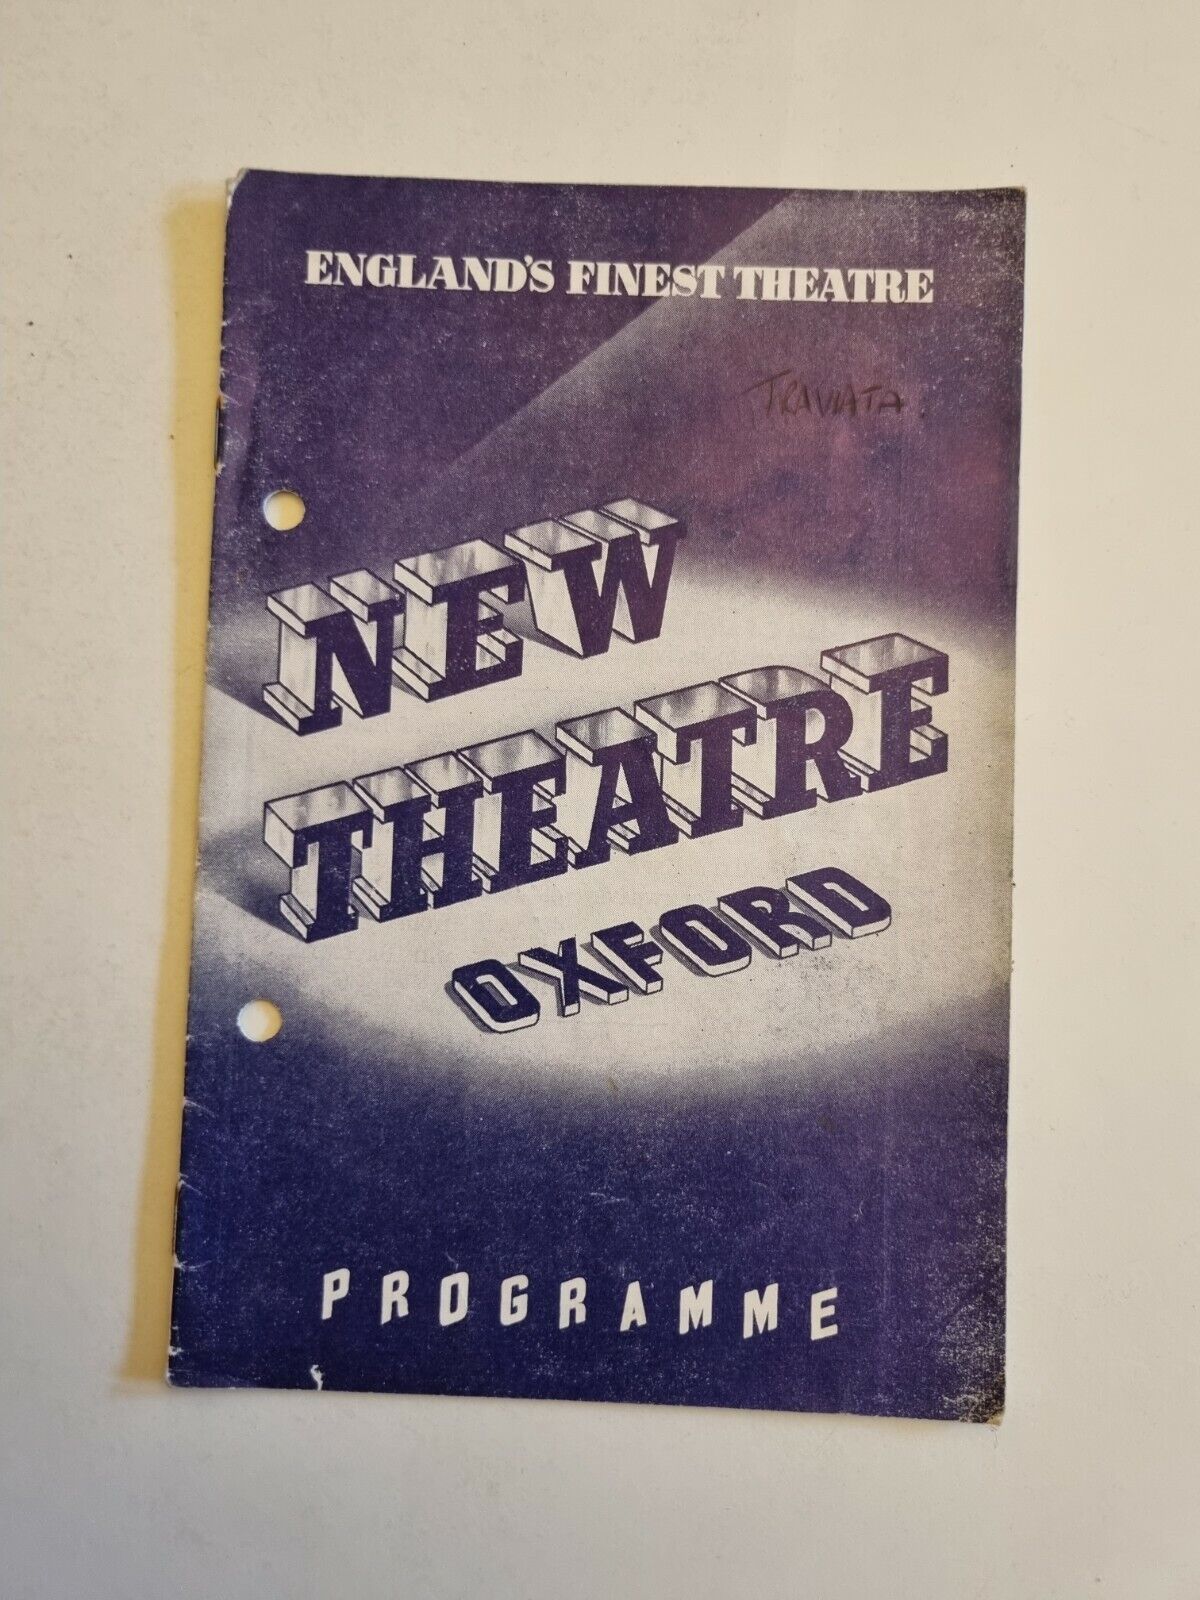 ENGLAND'S FINEST THEATRE
TRAVIATA.
NEW
THEATRE
OXFORD
PROGRAMME